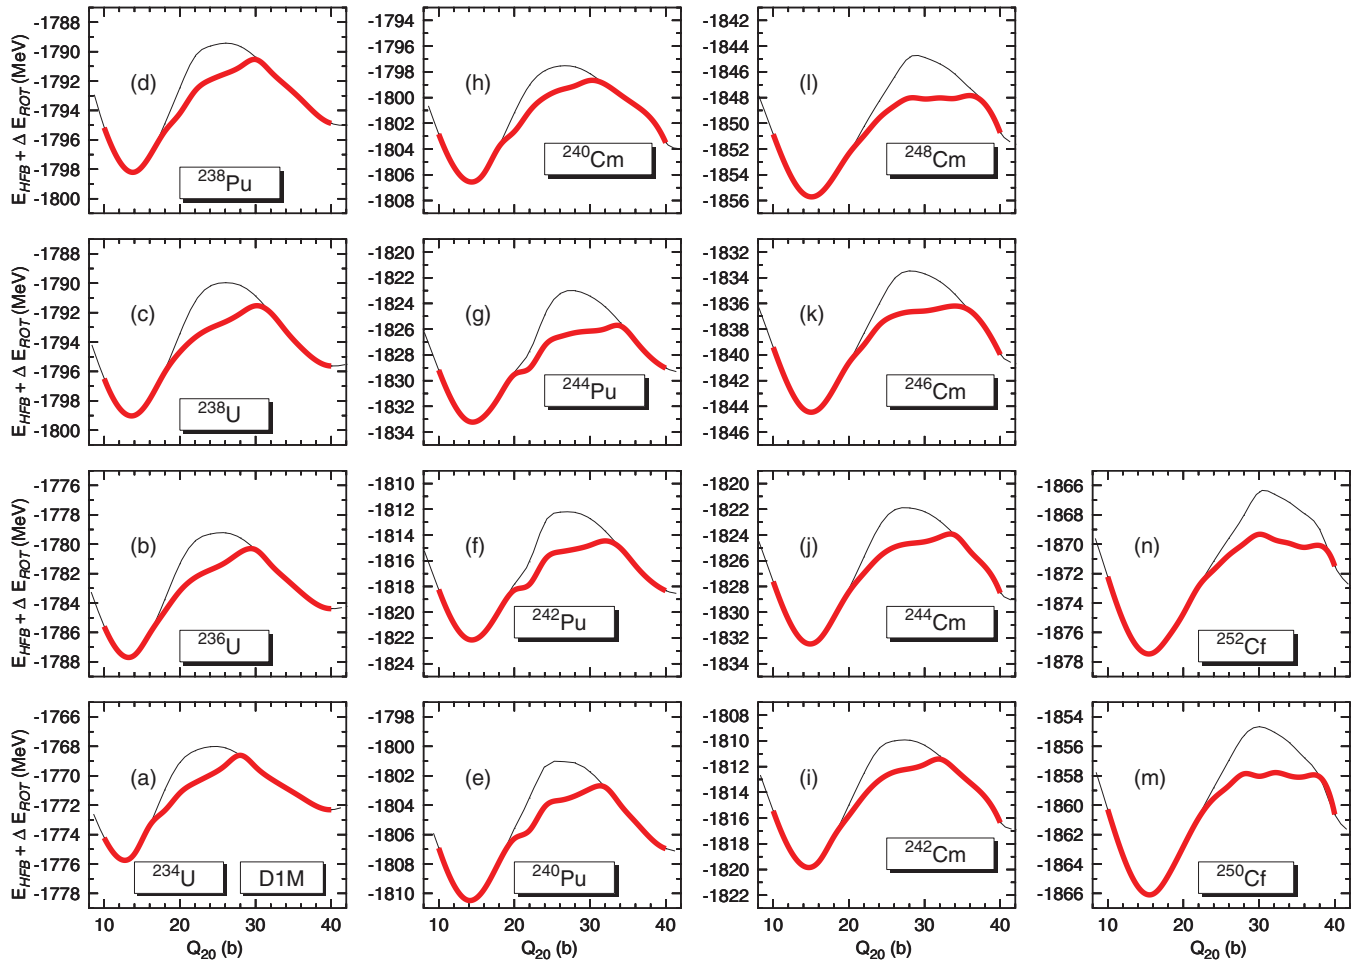 E_HFB + Δ E_ROT (MeV)
-1788
-1790
-1792
-1794
-1796
-1798
-1800
(d)
²³⁸Pu
-1794
-1796
-1798
-1800
-1802
-1804
-1806
-1808
(h)
²⁴⁰Cm
-1842
-1844
-1846
-1848
-1850
-1852
-1854
-1856
(l)
²⁴⁸Cm
E_HFB + Δ E_ROT (MeV)
-1788
-1790
-1792
-1794
-1796
-1798
-1800
(c)
²³⁸U
-1820
-1822
-1824
-1826
-1828
-1830
-1832
-1834
(g)
²⁴⁴Pu
-1832
-1834
-1836
-1838
-1840
-1842
-1844
-1846
(k)
²⁴⁶Cm
E_HFB + Δ E_ROT (MeV)
-1776
-1778
-1780
-1782
-1784
-1786
-1788
(b)
²³⁶U
-1810
-1812
-1814
-1816
-1818
-1820
-1822
-1824
(f)
²⁴²Pu
-1820
-1822
-1824
-1826
-1828
-1830
-1832
-1834
(j)
²⁴⁴Cm
-1866
-1868
-1870
-1872
-1874
-1876
-1878
(n)
²⁵²Cf
E_HFB + Δ E_ROT (MeV)
-1766
-1768
-1770
-1772
-1774
-1776
-1778
(a)
²³⁴U
D1M
10 20 30 40
Q₂₀ (b)
-1798
-1800
-1802
-1804
-1806
-1808
-1810
(e)
²⁴⁰Pu
10 20 30 40
Q₂₀ (b)
-1808
-1810
-1812
-1814
-1816
-1818
-1820
-1822
(i)
²⁴²Cm
10 20 30 40
Q₂₀ (b)
-1854
-1856
-1858
-1860
-1862
-1864
-1866
(m)
²⁵⁰Cf
10 20 30 40
Q₂₀ (b)